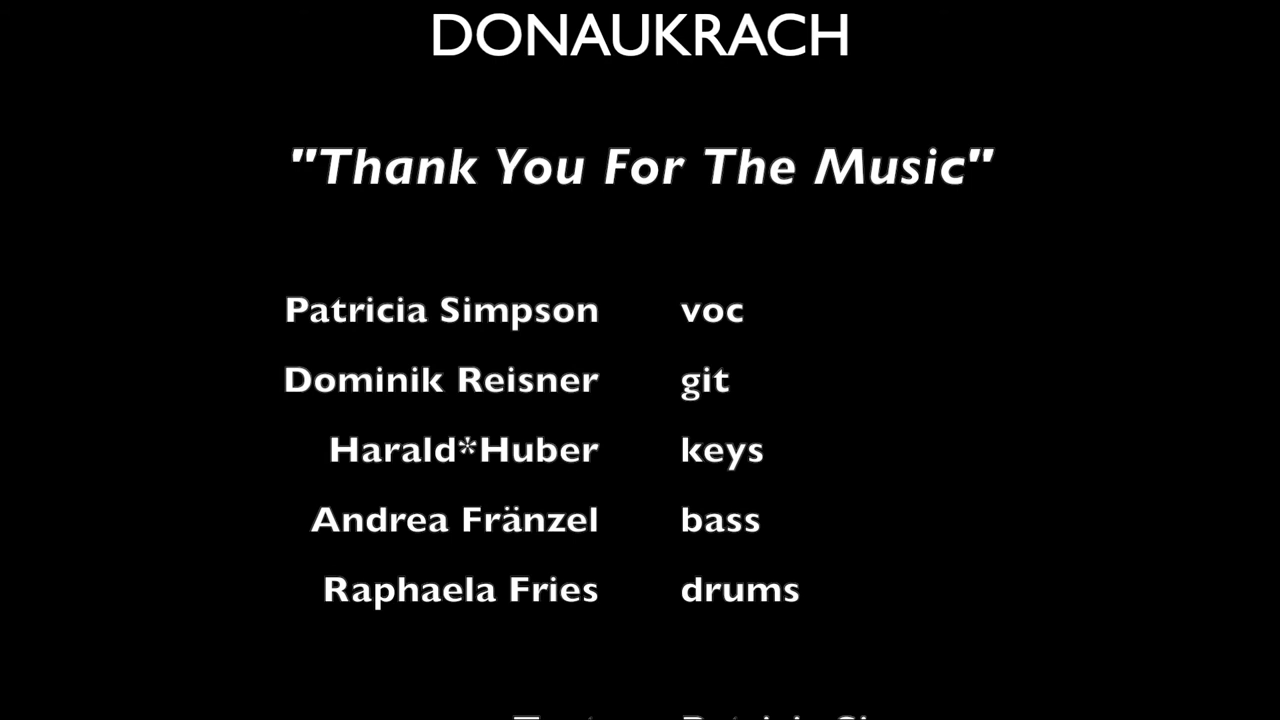 DONAUKRACH
"Thank You For The Music"
Patricia Simpson voc
Dominik Reisner git
Harald*Huber keys
Andrea Fränzel bass
Raphaela Fries drums